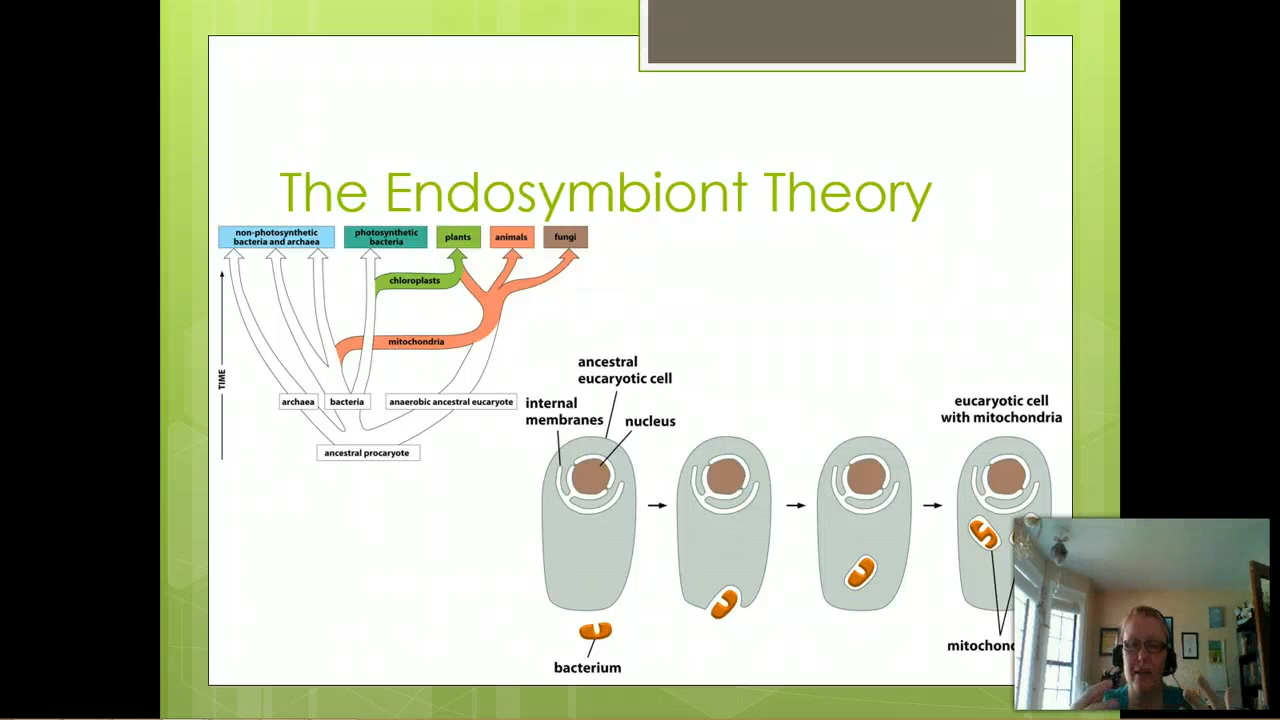 The Endosymbiont Theory
non-photosynthetic
bacteria and archaea
photosynthetic
bacteria
plants
animals
fungi
chloroplasts
mitochondria
TIME
archaea
bacteria
anaerobic ancestral eucaryote
ancestral procaryote
ancestral
eucaryotic cell
internal
membranes
nucleus
eucaryotic cell
with mitochondria
bacterium
mitochon